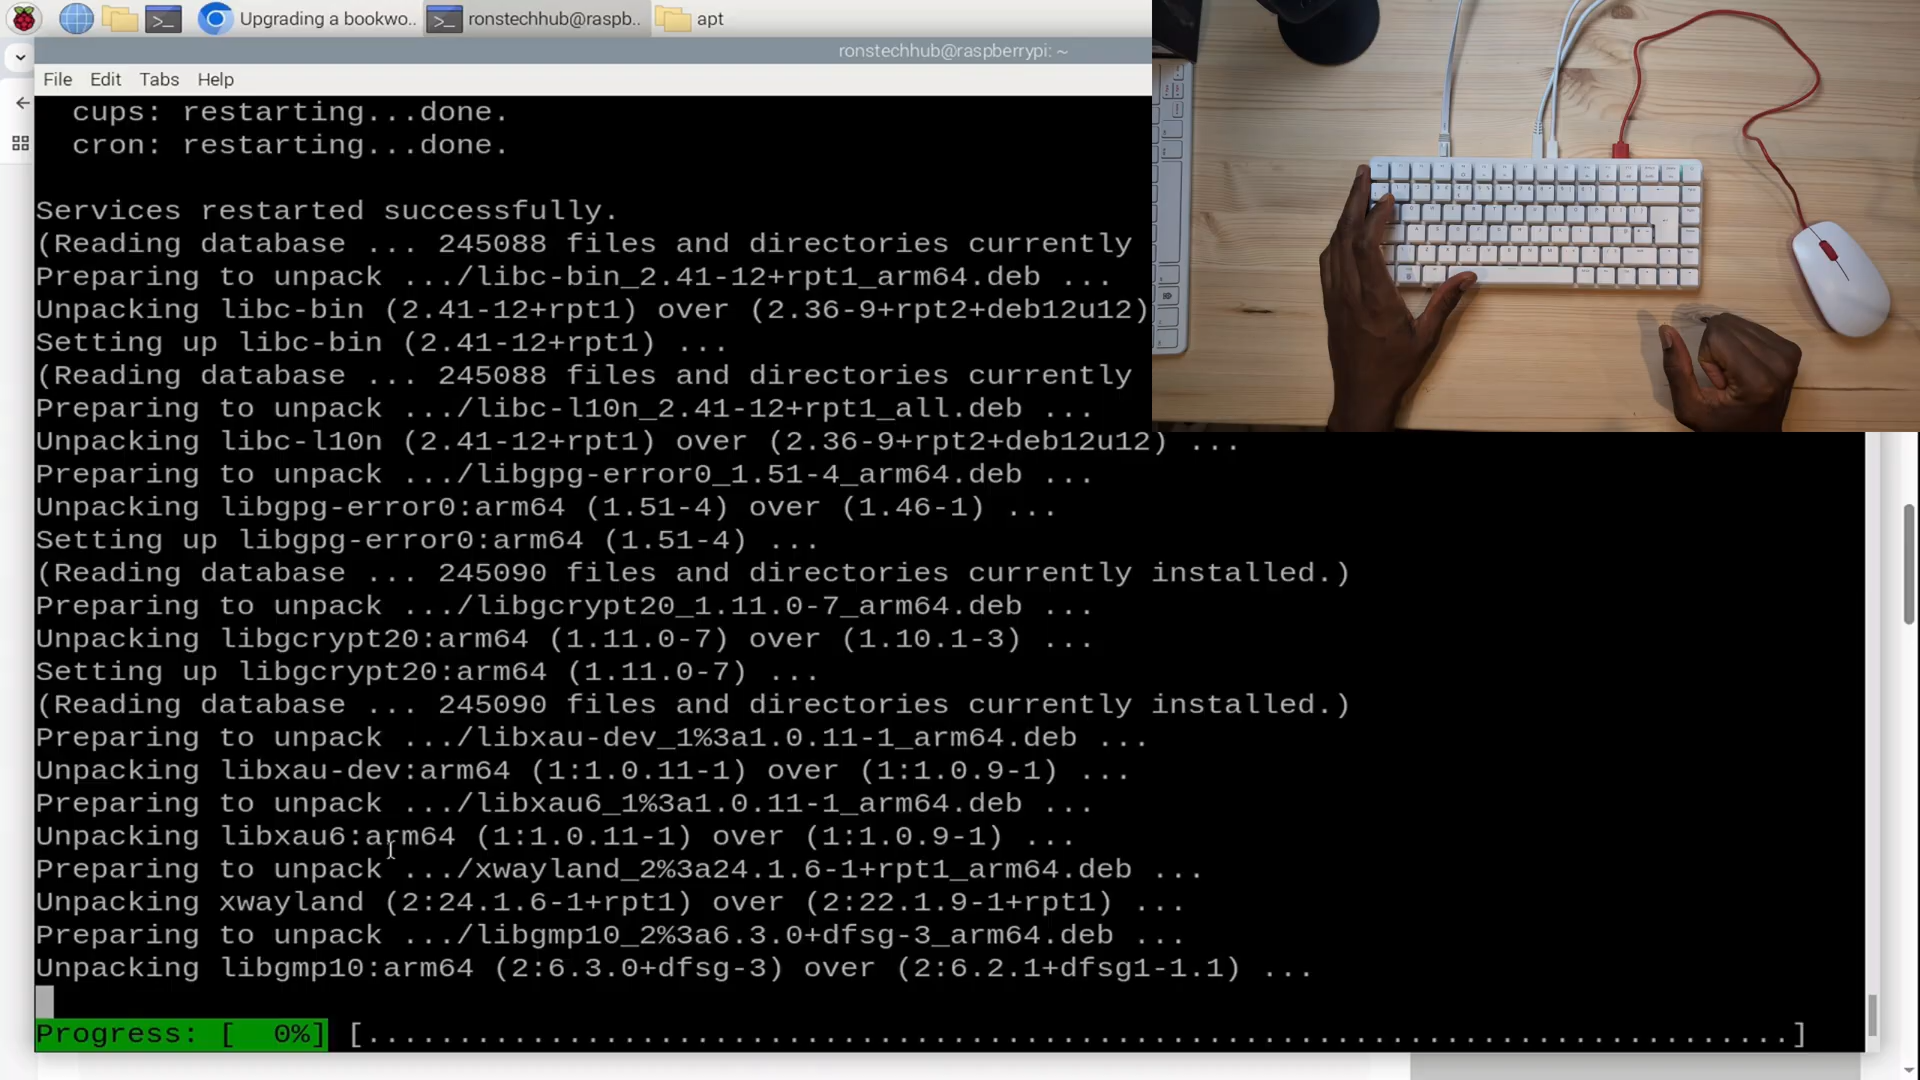 Upgrading a bookwo..
ronstechhub@raspb..
apt
ronstechhub@raspberrypi: ~
File Edit Tabs Help
cups: restarting...done.
cron: restarting...done.
Services restarted successfully.
(Reading database ... 245088 files and directories currently
Preparing to unpack .../libc-bin_2.41-12+rpt1_arm64.deb ...
Unpacking libc-bin (2.41-12+rpt1) over (2.36-9+rpt2+deb12u12)
Setting up libc-bin (2.41-12+rpt1) ...
(Reading database ... 245088 files and directories currently
Preparing to unpack .../libc-l10n_2.41-12+rpt1_all.deb ...
Unpacking libc-l10n (2.41-12+rpt1) over (2.36-9+rpt2+deb12u12) ...
Preparing to unpack .../libgpg-error0_1.51-4_arm64.deb ...
Unpacking libgpg-error0:arm64 (1.51-4) over (1.46-1) ...
Setting up libgpg-error0:arm64 (1.51-4) ...
(Reading database ... 245090 files and directories currently installed.)
Preparing to unpack .../libgcrypt20_1.11.0-7_arm64.deb ...
Unpacking libgcrypt20:arm64 (1.11.0-7) over (1.10.1-3) ...
Setting up libgcrypt20:arm64 (1.11.0-7) ...
(Reading database ... 245090 files and directories currently installed.)
Preparing to unpack .../libxau-dev_1%3a1.0.11-1_arm64.deb ...
Unpacking libxau-dev:arm64 (1:1.0.11-1) over (1:1.0.9-1) ...
Preparing to unpack .../libxau6_1%3a1.0.11-1_arm64.deb ...
Unpacking libxau6:arm64 (1:1.0.11-1) over (1:1.0.9-1) ...
Preparing to unpack .../xwayland_2%3a24.1.6-1+rpt1_arm64.deb ...
Unpacking xwayland (2:24.1.6-1+rpt1) over (2:22.1.9-1+rpt1) ...
Preparing to unpack .../libgmp10_2%3a6.3.0+dfsg-3_arm64.deb ...
Unpacking libgmp10:arm64 (2:6.3.0+dfsg-3) over (2:6.2.1+dfsg1-1.1) ...
Progress: [  0%] [..............................................................................]